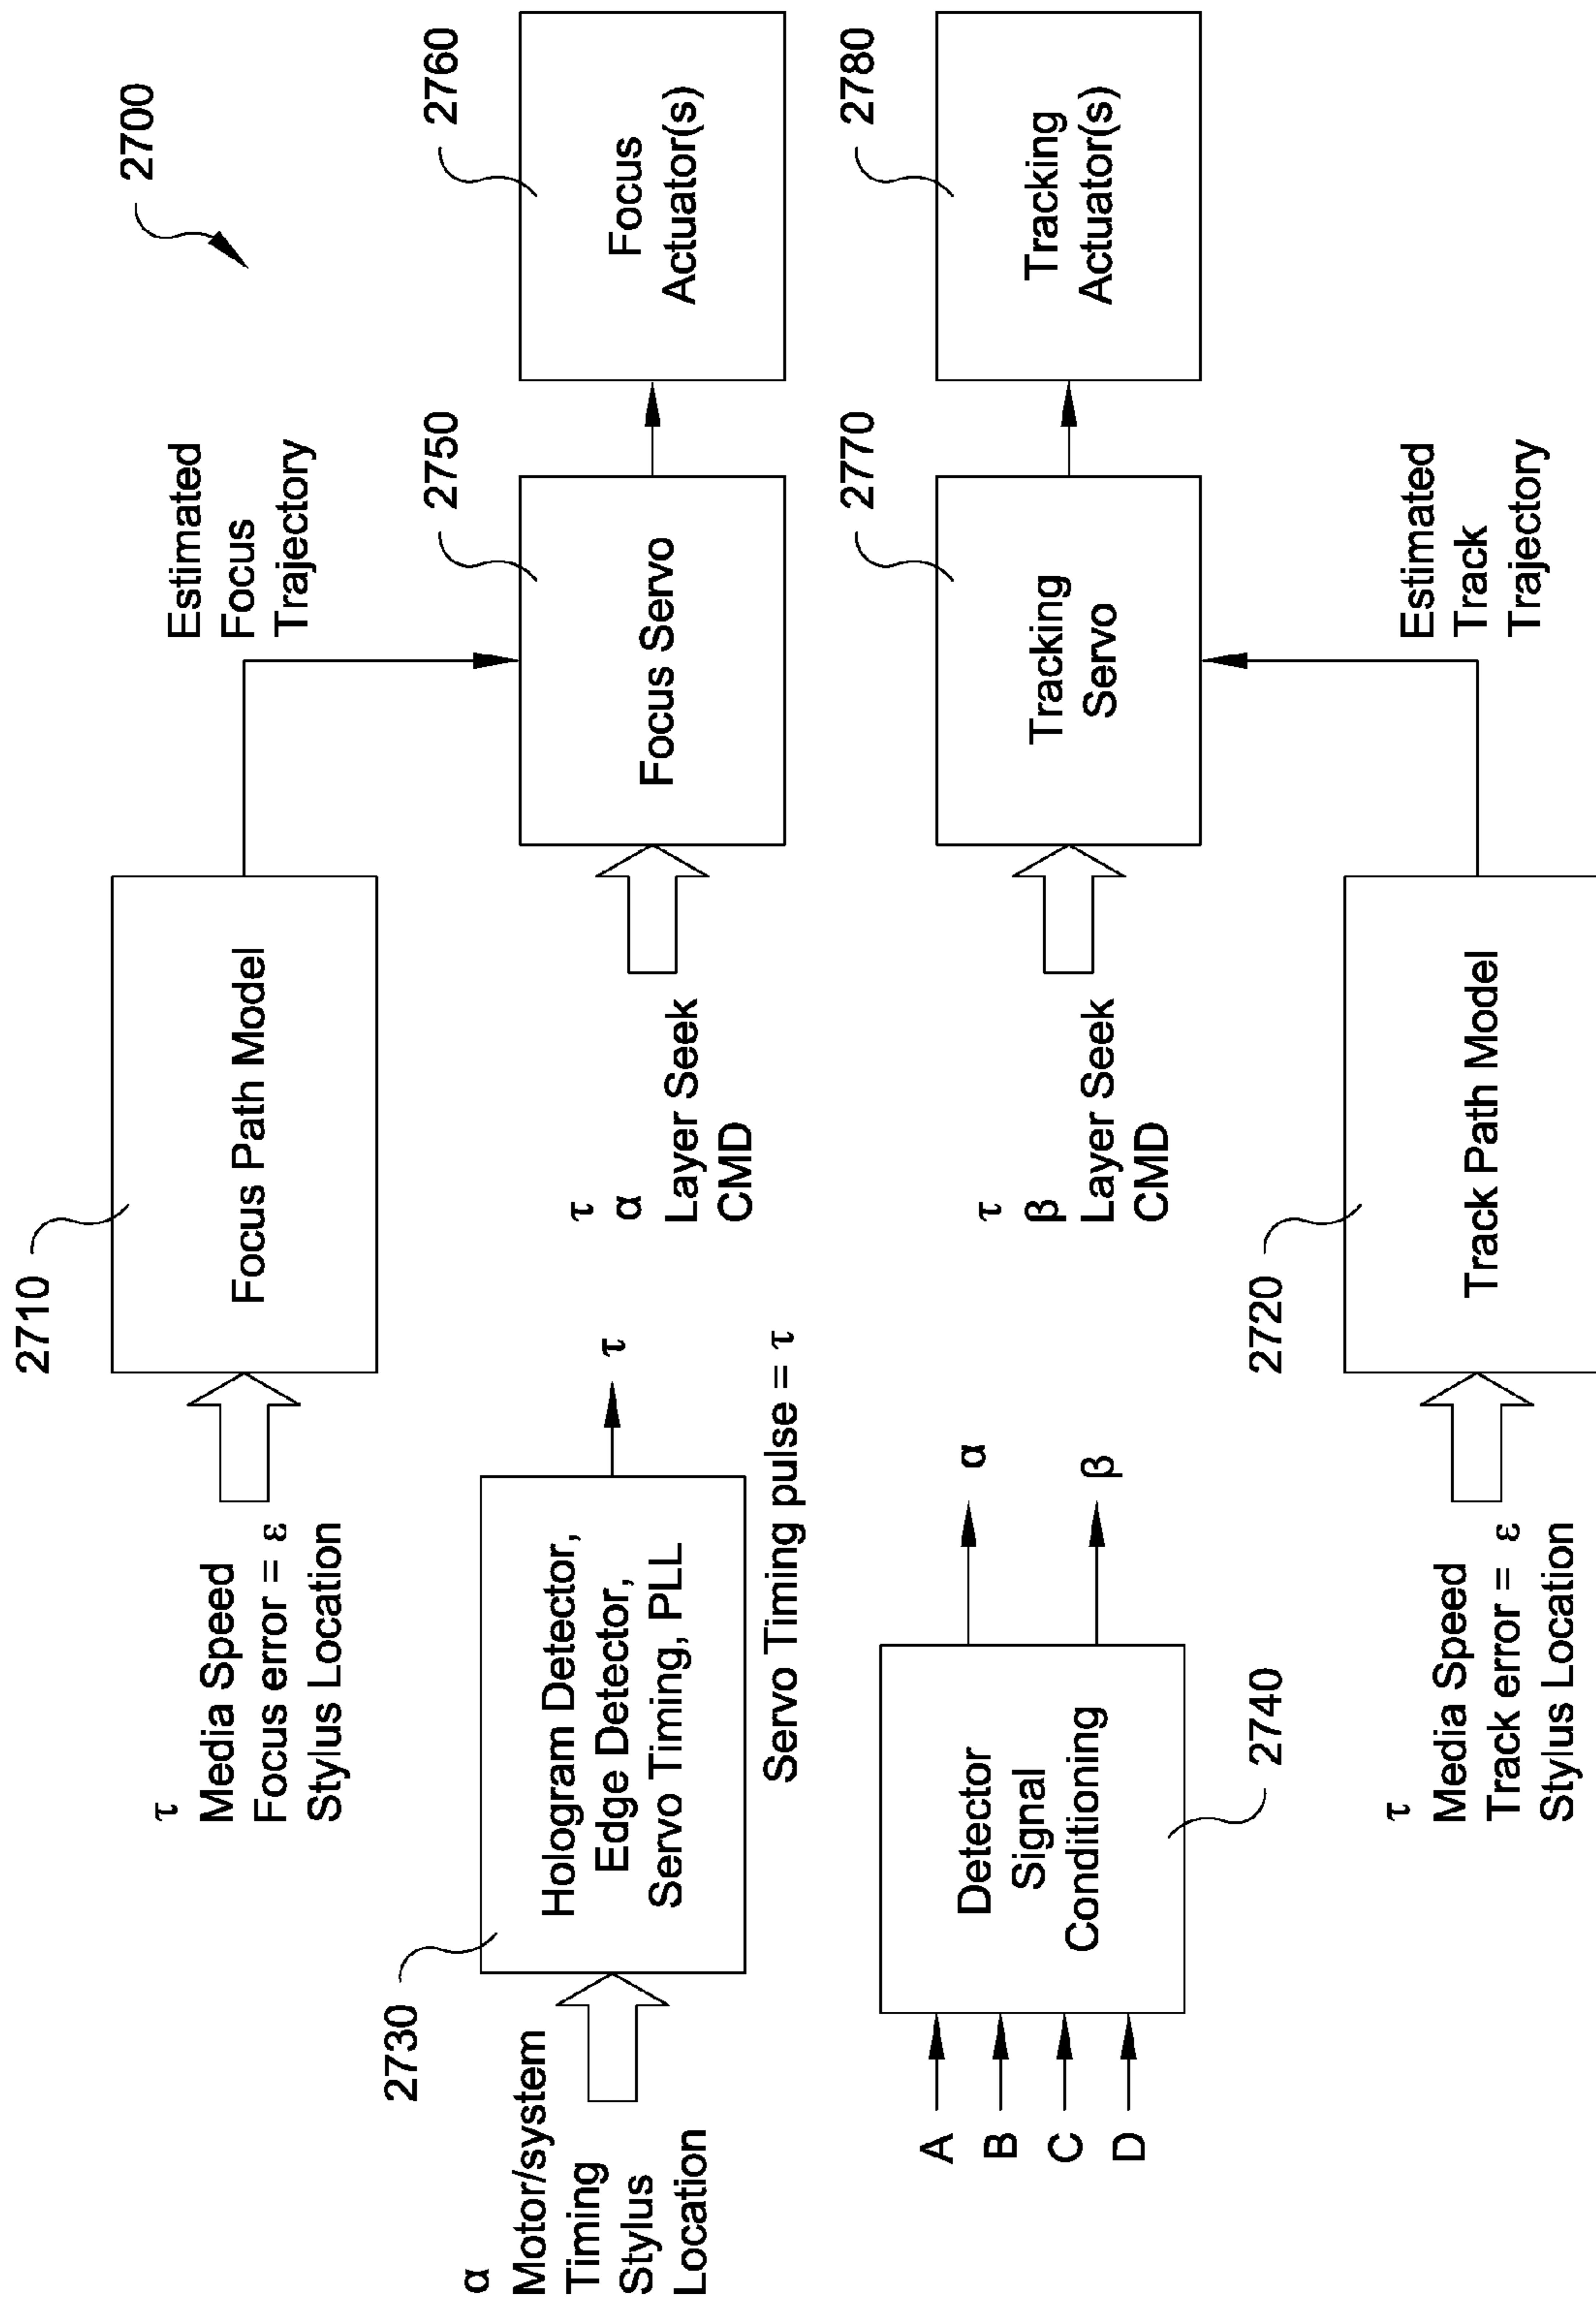 2700
2710
τ
Media Speed
Focus error = ε
Stylus Location
Focus Path Model
Estimated
Focus
Trajectory
2730
α
Motor/system
Timing
Stylus
Location
Hologram Detector,
Edge Detector,
Servo Timing, PLL
τ
Servo Timing pulse = τ
τ
α
Layer Seek
CMD
2750
Focus Servo
2760
Focus
Actuator(s)
A
B
C
D
Detector
Signal
Conditioning
2740
α
β
τ
β
Layer Seek
CMD
2770
Tracking
Servo
2780
Tracking
Actuator(s)
2720
τ
Media Speed
Track error = ε
Stylus Location
Track Path Model
Estimated
Track
Trajectory